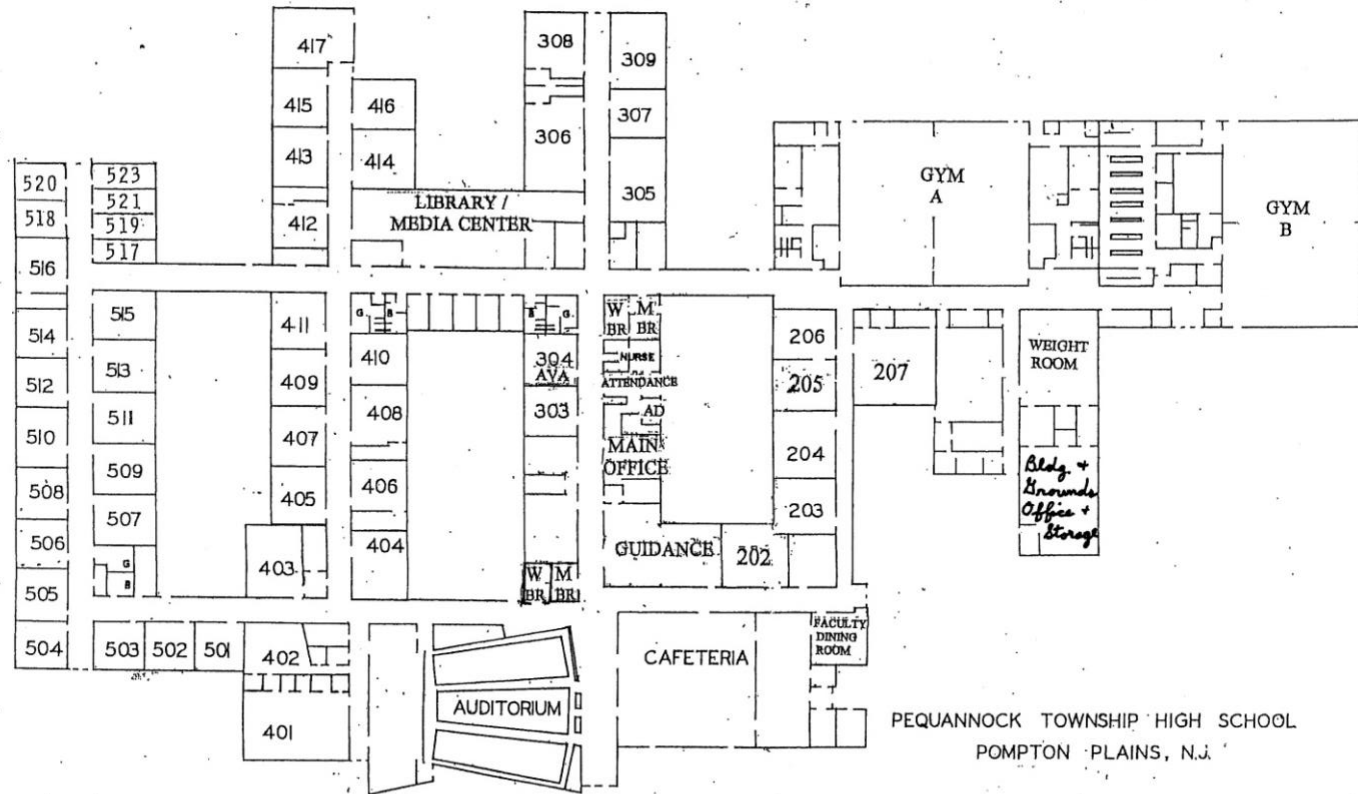 417
308
309
415
416
307
306
413
414
GYM
A
520
523
305
GYM
B
LIBRARY /
MEDIA CENTER
518
521
519
412
517
516
515
411
G
B
B
G
W
BR
M
BR
206
WEIGHT
ROOM
514
410
304
AVA
NURSE
513
409
ATTENDANCE
205
207
512
408
303
AD
511
407
MAIN
OFFICE
204
510
509
406
Bldg +
Grounds
Office +
Storage
508
405
203
507
506
404
GUIDANCE
202
G
B
403
W
BR
M
BR
505
FACULTY
DINING
ROOM
504
503
502
501
402
CAFETERIA
AUDITORIUM
401
PEQUANNOCK TOWNSHIP HIGH SCHOOL
POMPTON PLAINS, N.J.